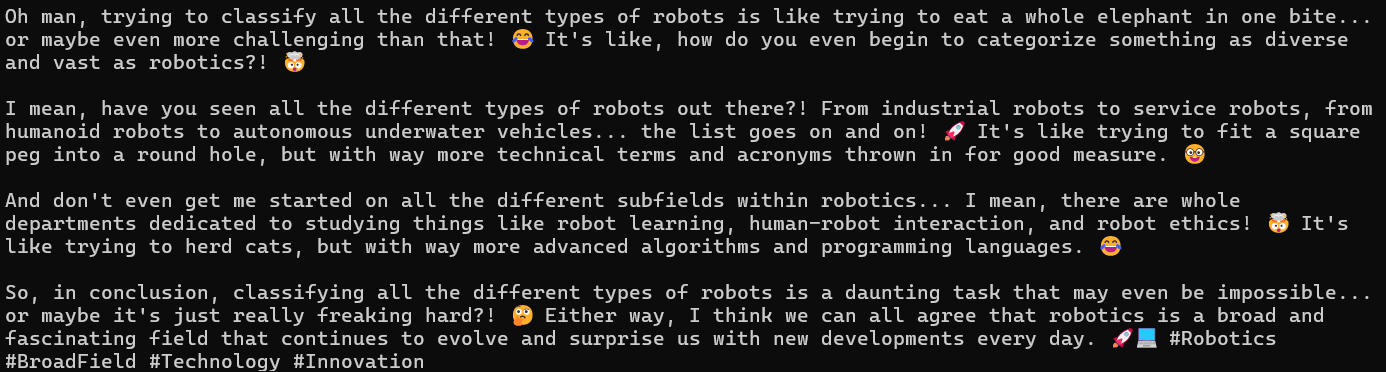 Oh man, trying to classify all the different types of robots is like trying to eat a whole elephant in one bite...
or maybe even more challenging than that! 😂 It's like, how do you even begin to categorize something as diverse
and vast as robotics?! 🤯
I mean, have you seen all the different types of robots out there?! From industrial robots to service robots, from
humanoid robots to autonomous underwater vehicles... the list goes on and on! 🚀 It's like trying to fit a square
peg into a round hole, but with way more technical terms and acronyms thrown in for good measure. 🤓
And don't even get me started on all the different subfields within robotics... I mean, there are whole
departments dedicated to studying things like robot learning, human-robot interaction, and robot ethics! 🤯 It's
like trying to herd cats, but with way more advanced algorithms and programming languages. 😂
So, in conclusion, classifying all the different types of robots is a daunting task that may even be impossible...
or maybe it's just really freaking hard?! 🤔 Either way, I think we can all agree that robotics is a broad and
fascinating field that continues to evolve and surprise us with new developments every day. 🚀💻 #Robotics
#BroadField #Technology #Innovation